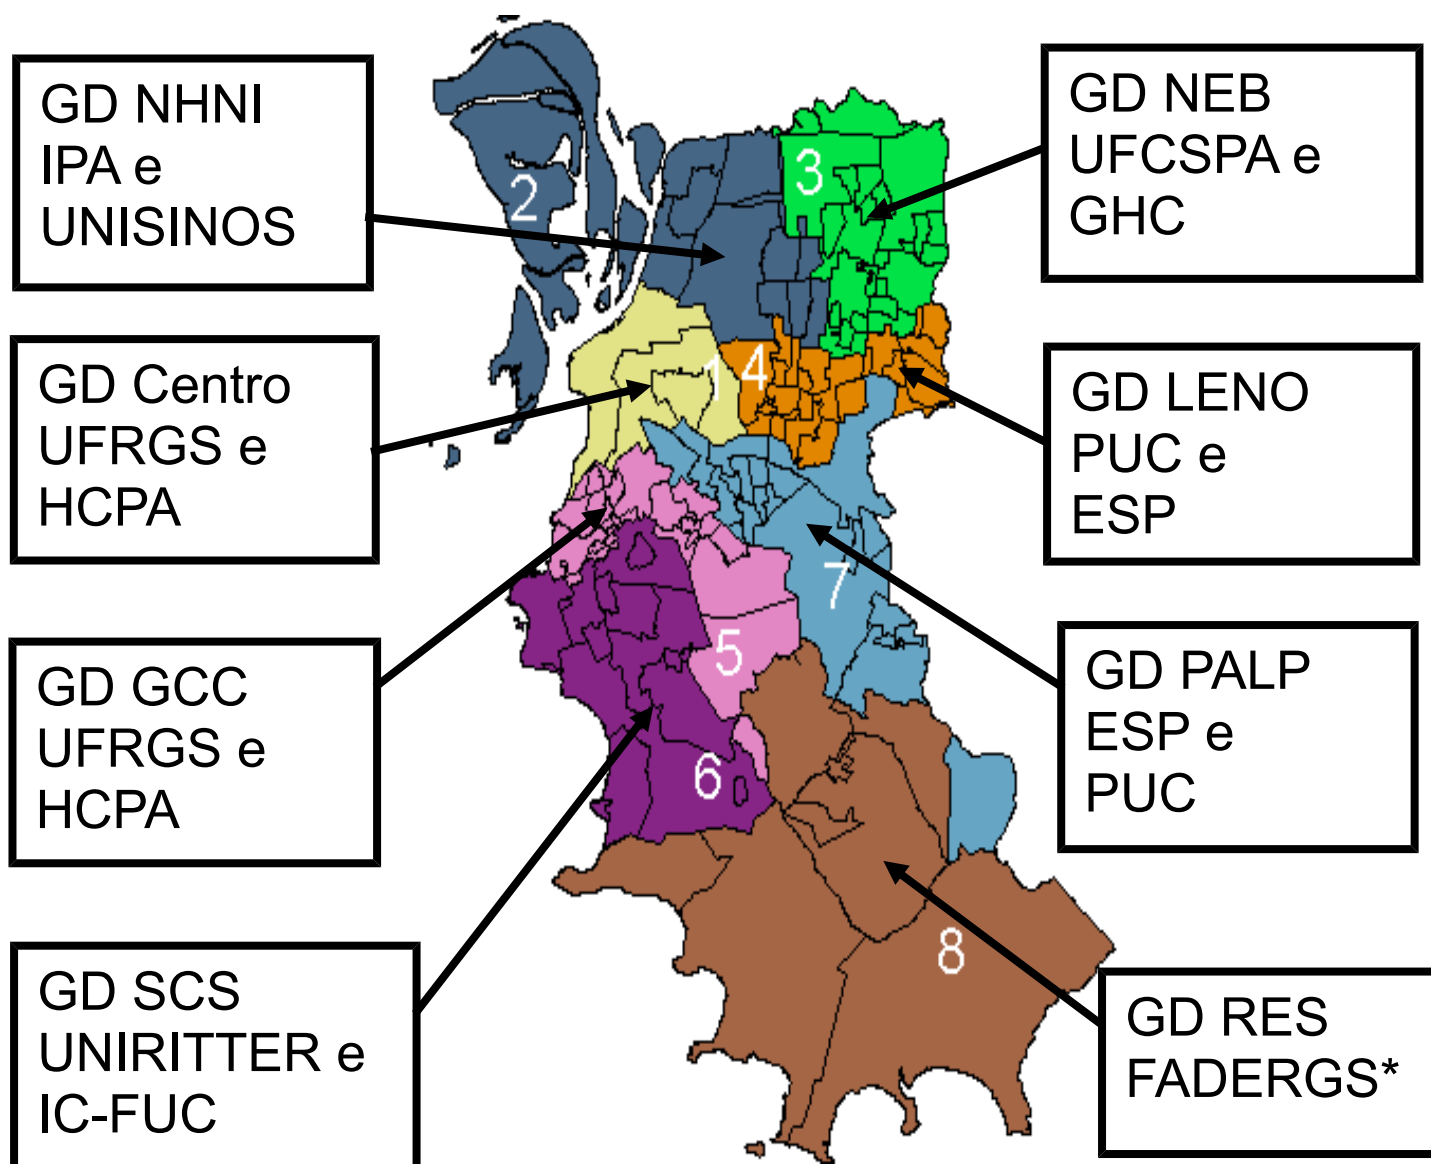 GD NHNI
IPA e
UNISINOS
GD NEB
UFCSPA e
GHC
GD Centro
UFRGS e
HCPA
GD LENO
PUC e
ESP
GD GCC
UFRGS e
HCPA
GD PALP
ESP e
PUC
GD SCS
UNIRITTER e
IC-FUC
GD RES
FADERGS*
2
3
1
4
7
5
6
8